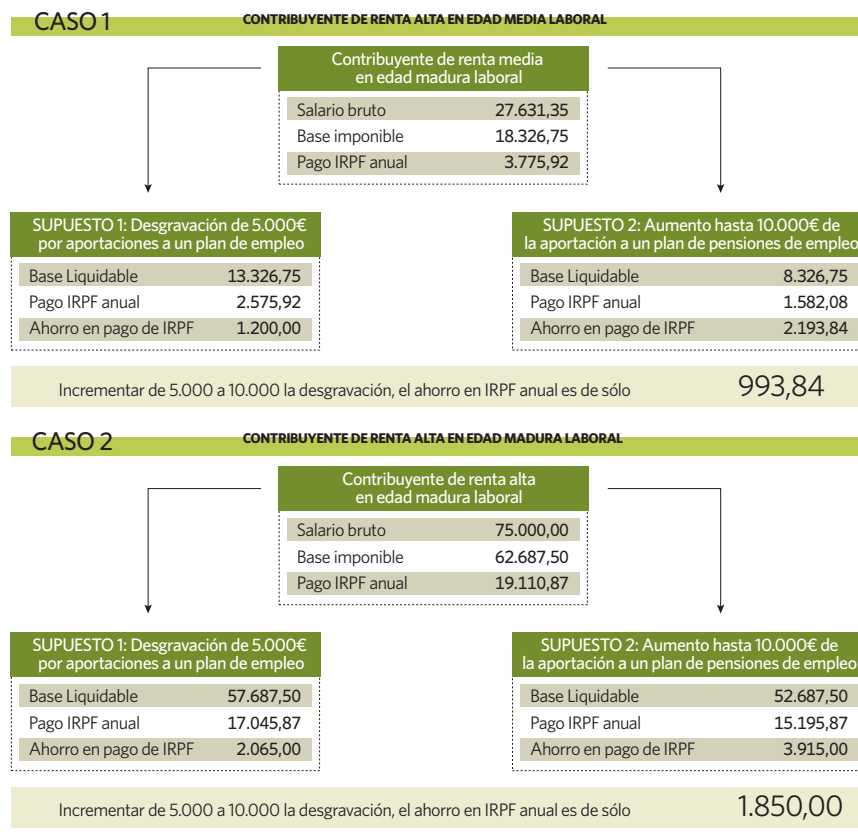 CASO 1
CONTRIBUYENTE DE RENTA ALTA EN EDAD MEDIA LABORAL
Contribuyente de renta media
en edad madura laboral
Salario bruto 27.631,35
Base imponible 18.326,75
Pago IRPF anual 3.775,92
SUPUESTO 1: Desgravación de 5.000€
por aportaciones a un plan de empleo
Base Liquidable 13.326,75
Pago IRPF anual 2.575,92
Ahorro en pago de IRPF 1.200,00
SUPUESTO 2: Aumento hasta 10.000€ de
la aportación a un plan de pensiones de empleo
Base Liquidable 8.326,75
Pago IRPF anual 1.582,08
Ahorro en pago de IRPF 2.193,84
Incrementar de 5.000 a 10.000 la desgravación, el ahorro en IRPF anual es de sólo 993,84
CASO 2
CONTRIBUYENTE DE RENTA ALTA EN EDAD MADURA LABORAL
Contribuyente de renta alta
en edad madura laboral
Salario bruto 75.000,00
Base imponible 62.687,50
Pago IRPF anual 19.110,87
SUPUESTO 1: Desgravación de 5.000€
por aportaciones a un plan de empleo
Base Liquidable 57.687,50
Pago IRPF anual 17.045,87
Ahorro en pago de IRPF 2.065,00
SUPUESTO 2: Aumento hasta 10.000€ de
la aportación a un plan de pensiones de empleo
Base Liquidable 52.687,50
Pago IRPF anual 15.195,87
Ahorro en pago de IRPF 3.915,00
Incrementar de 5.000 a 10.000 la desgravación, el ahorro en IRPF anual es de sólo 1.850,00